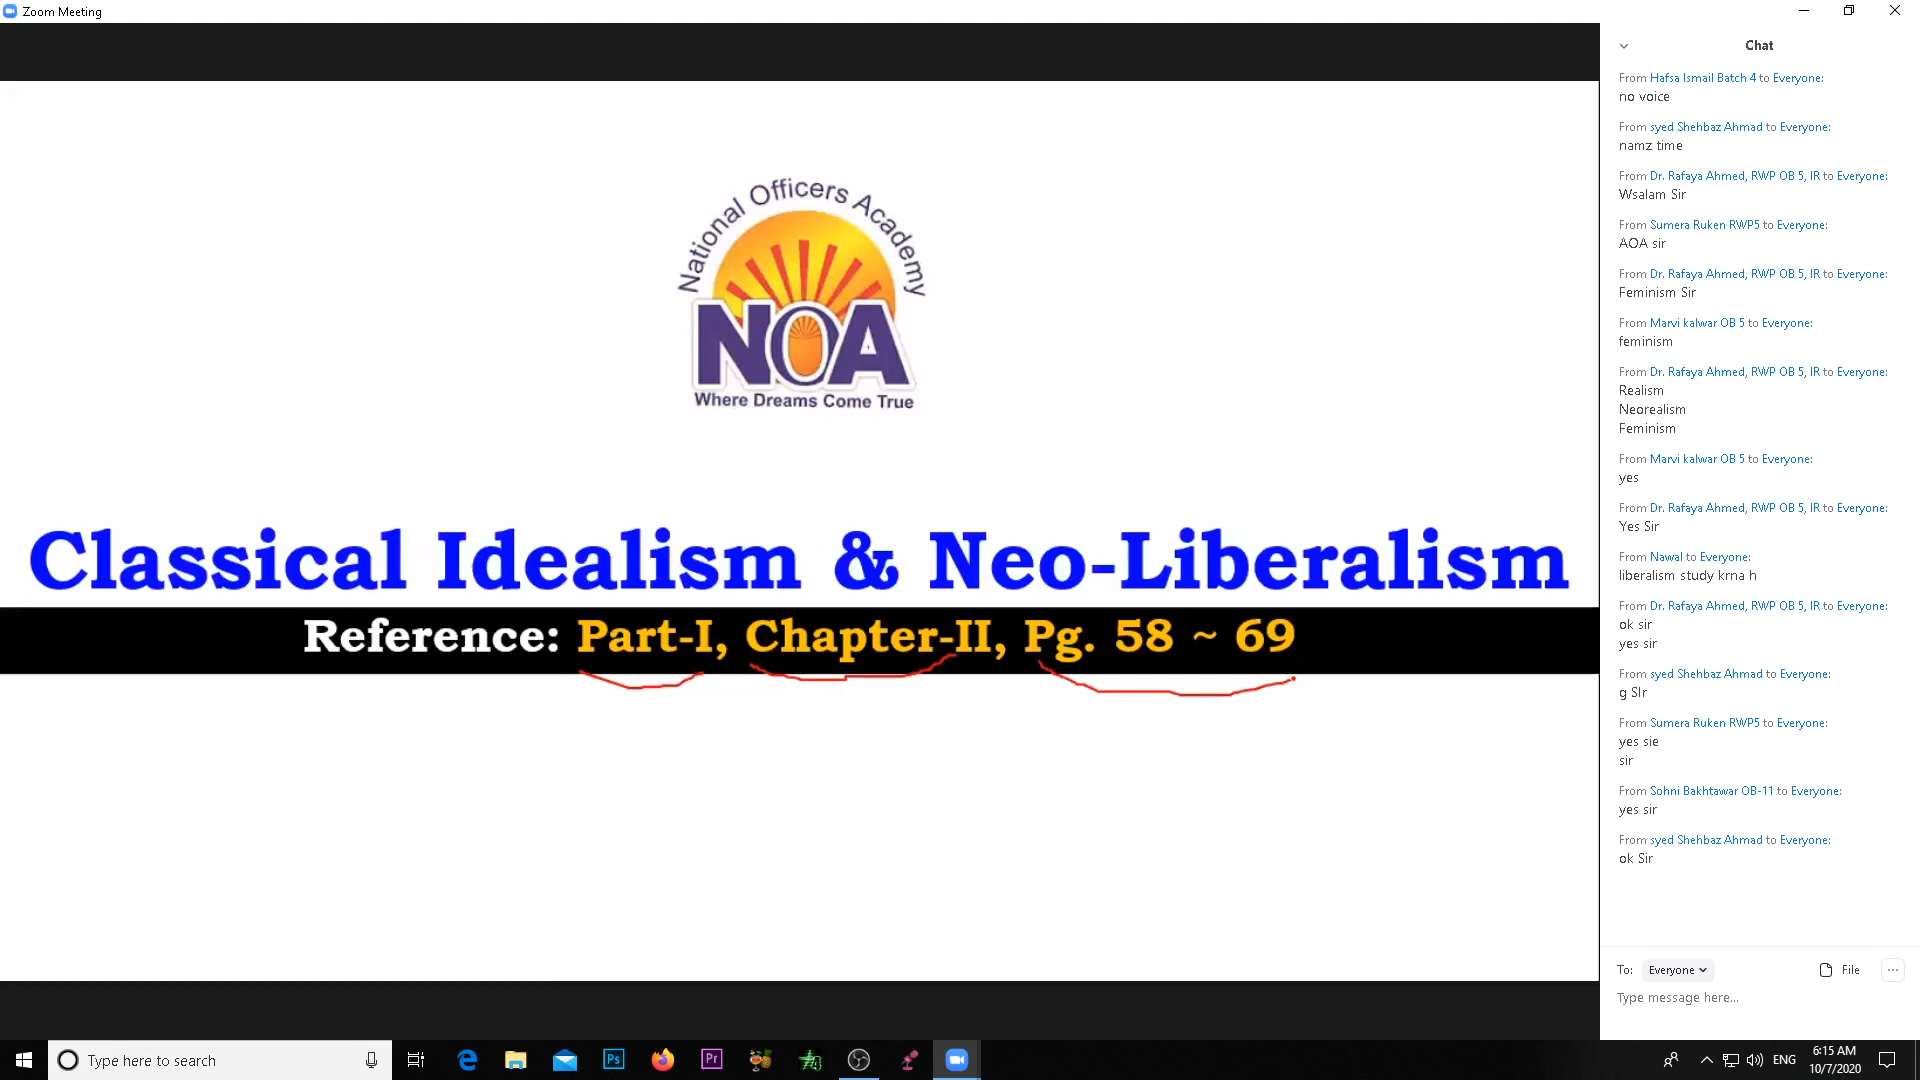 Zoom Meeting
National Officers Academy
NOA
Where Dreams Come True
Classical Idealism & Neo-Liberalism
Reference: Part-I, Chapter-II, Pg. 58 ~ 69
Chat
From Hafsa Ismail Batch 4 to Everyone:
no voice
From syed Shehbaz Ahmad to Everyone:
namz time
From Dr. Rafaya Ahmed, RWP OB 5, IR to Everyone:
Wsalam Sir
From Sumera Ruken RWP5 to Everyone:
AOA sir
From Dr. Rafaya Ahmed, RWP OB 5, IR to Everyone:
Feminism Sir
From Marvi kalwar OB 5 to Everyone:
feminism
From Dr. Rafaya Ahmed, RWP OB 5, IR to Everyone:
Realism
Neorealism
Feminism
From Marvi kalwar OB 5 to Everyone:
yes
From Dr. Rafaya Ahmed, RWP OB 5, IR to Everyone:
Yes Sir
From Nawal to Everyone:
liberalism study krna h
From Dr. Rafaya Ahmed, RWP OB 5, IR to Everyone:
ok sir
yes sir
From syed Shehbaz Ahmad to Everyone:
g SIr
From Sumera Ruken RWP5 to Everyone:
yes sie
sir
From Sohni Bakhtawar OB-11 to Everyone:
yes sir
From syed Shehbaz Ahmad to Everyone:
ok Sir
To: Everyone File
Type message here...
Type here to search
Ps
Pr
ENG
6:15 AM
10/7/2020